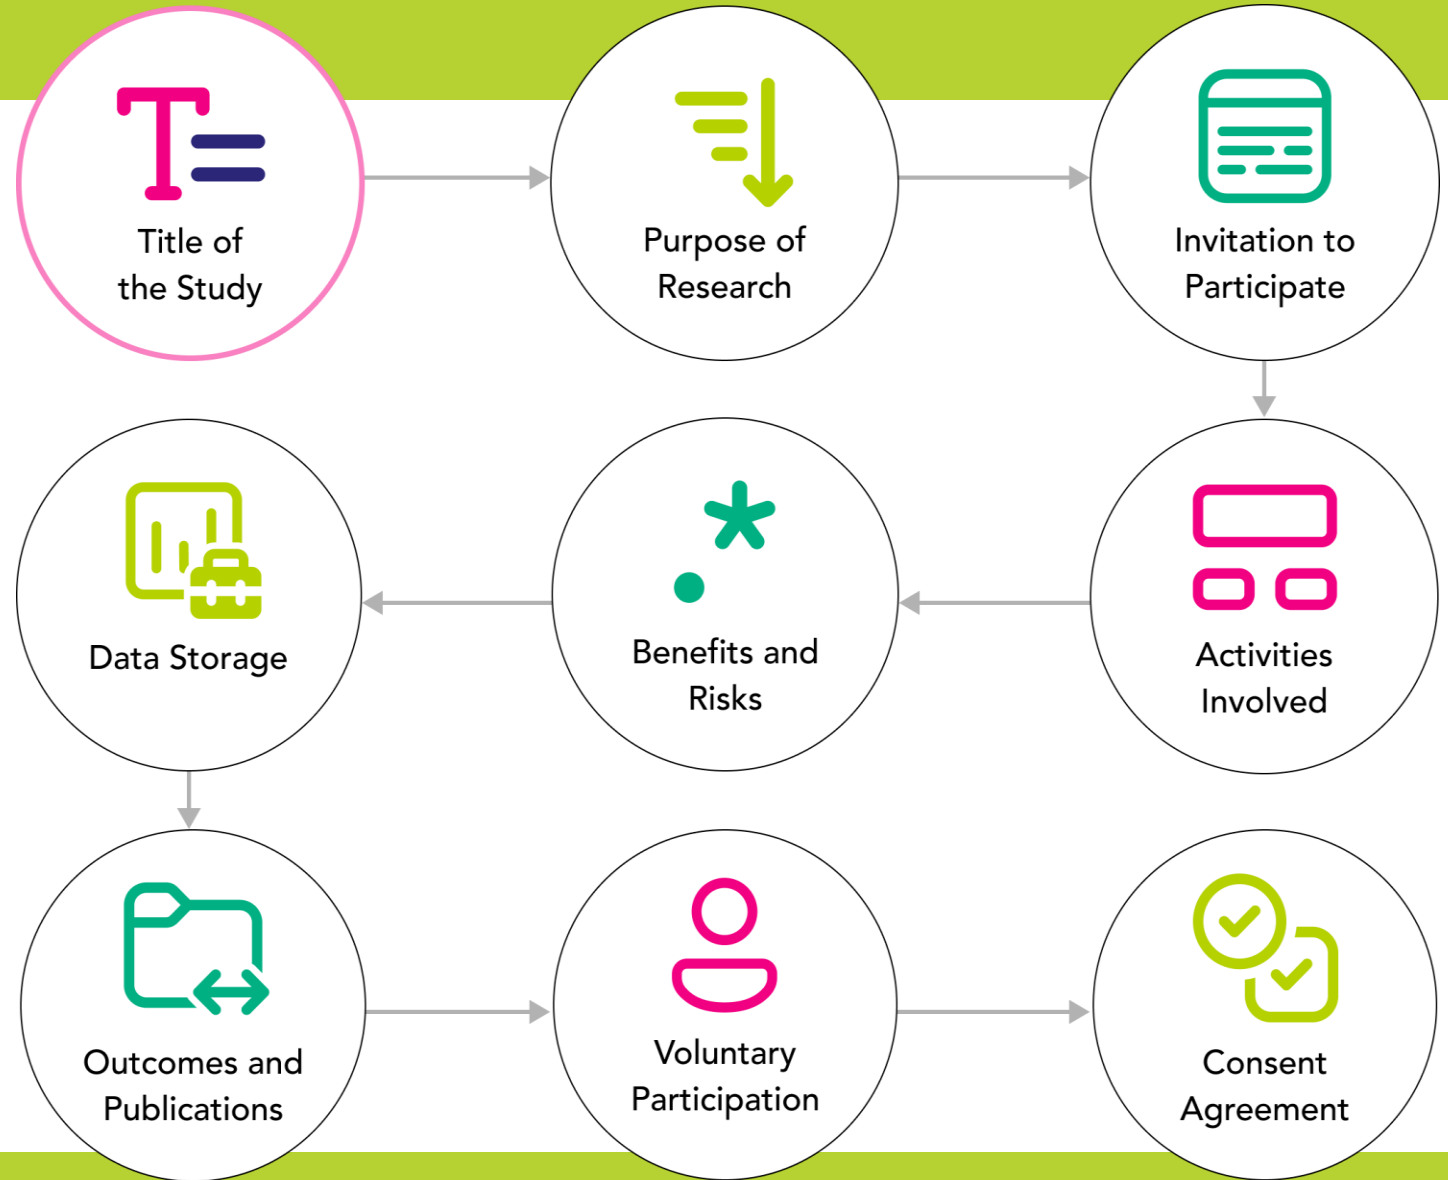 Title of
the Study
Purpose of
Research
Invitation to
Participate
Activities
Involved
Benefits and
Risks
Data Storage
Outcomes and
Publications
Voluntary
Participation
Consent
Agreement